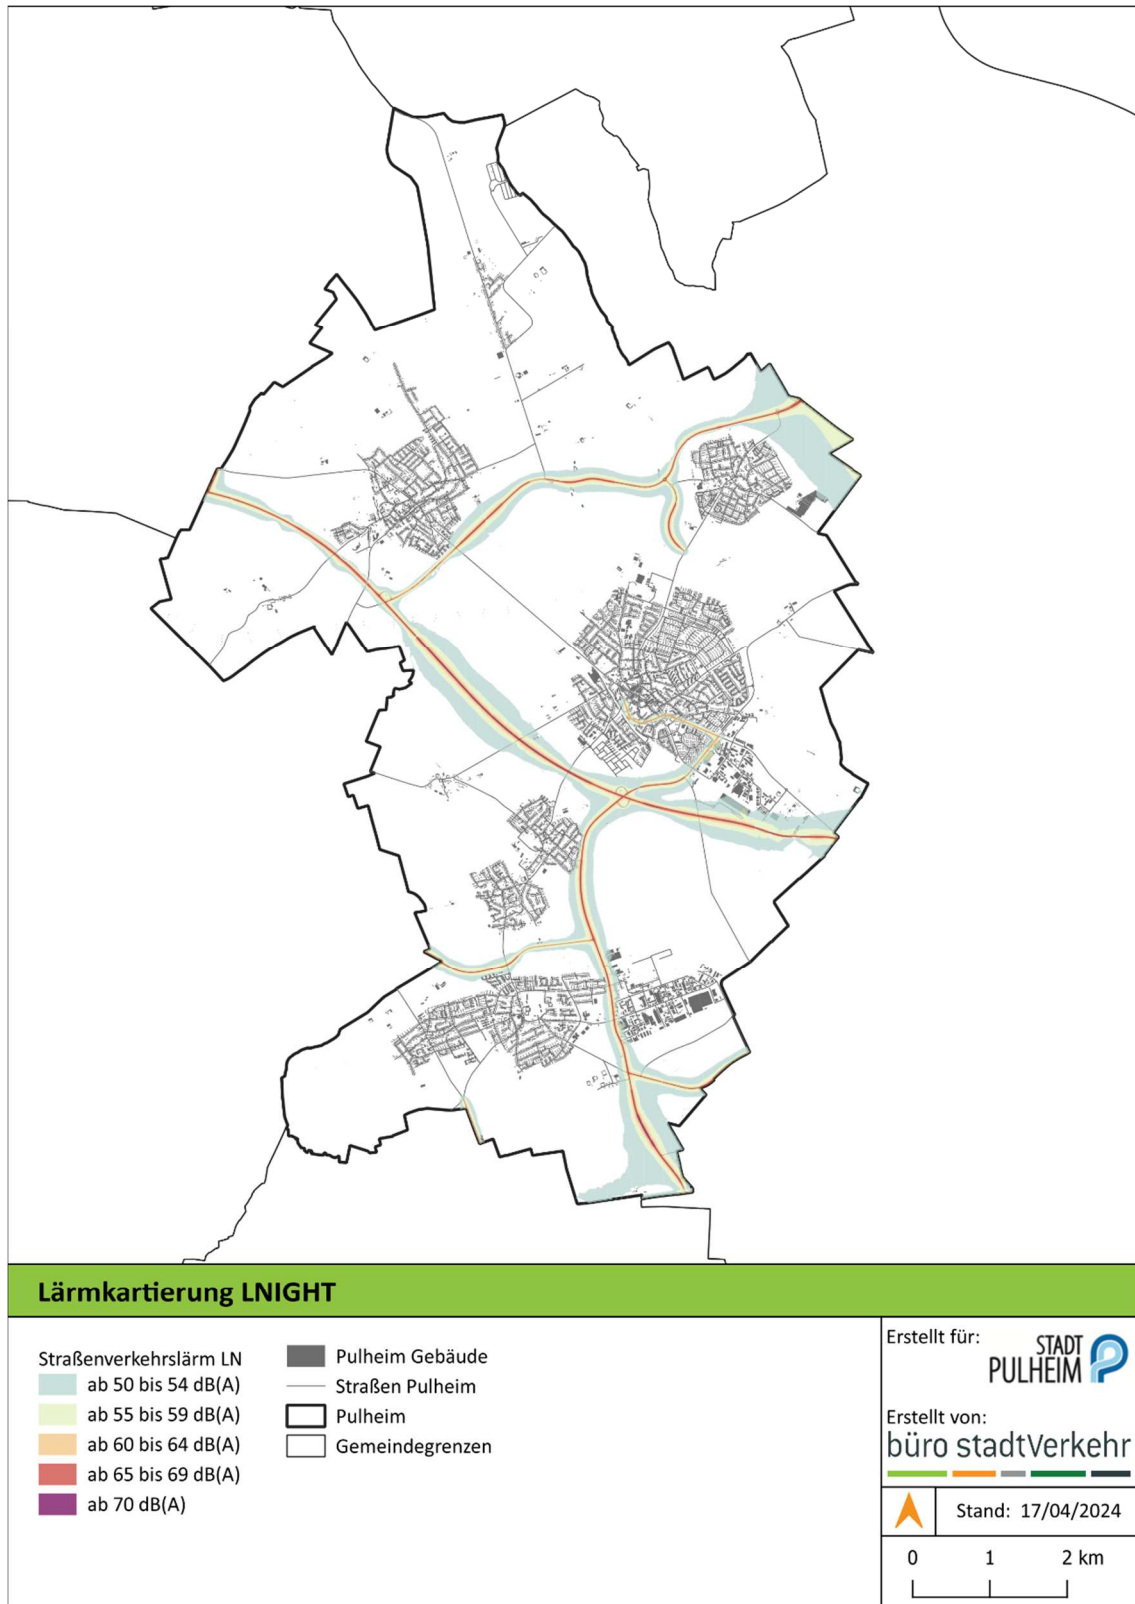 Lärmkartierung LNIGHT
Straßenverkehrslärm LN
ab 50 bis 54 dB(A)
ab 55 bis 59 dB(A)
ab 60 bis 64 dB(A)
ab 65 bis 69 dB(A)
ab 70 dB(A)
Pulheim Gebäude
Straßen Pulheim
Pulheim
Gemeindegrenzen
Erstellt für:
STADT
PULHEIM
Erstellt von:
büro stadtVerkehr
Stand: 17/04/2024
0 1 2 km